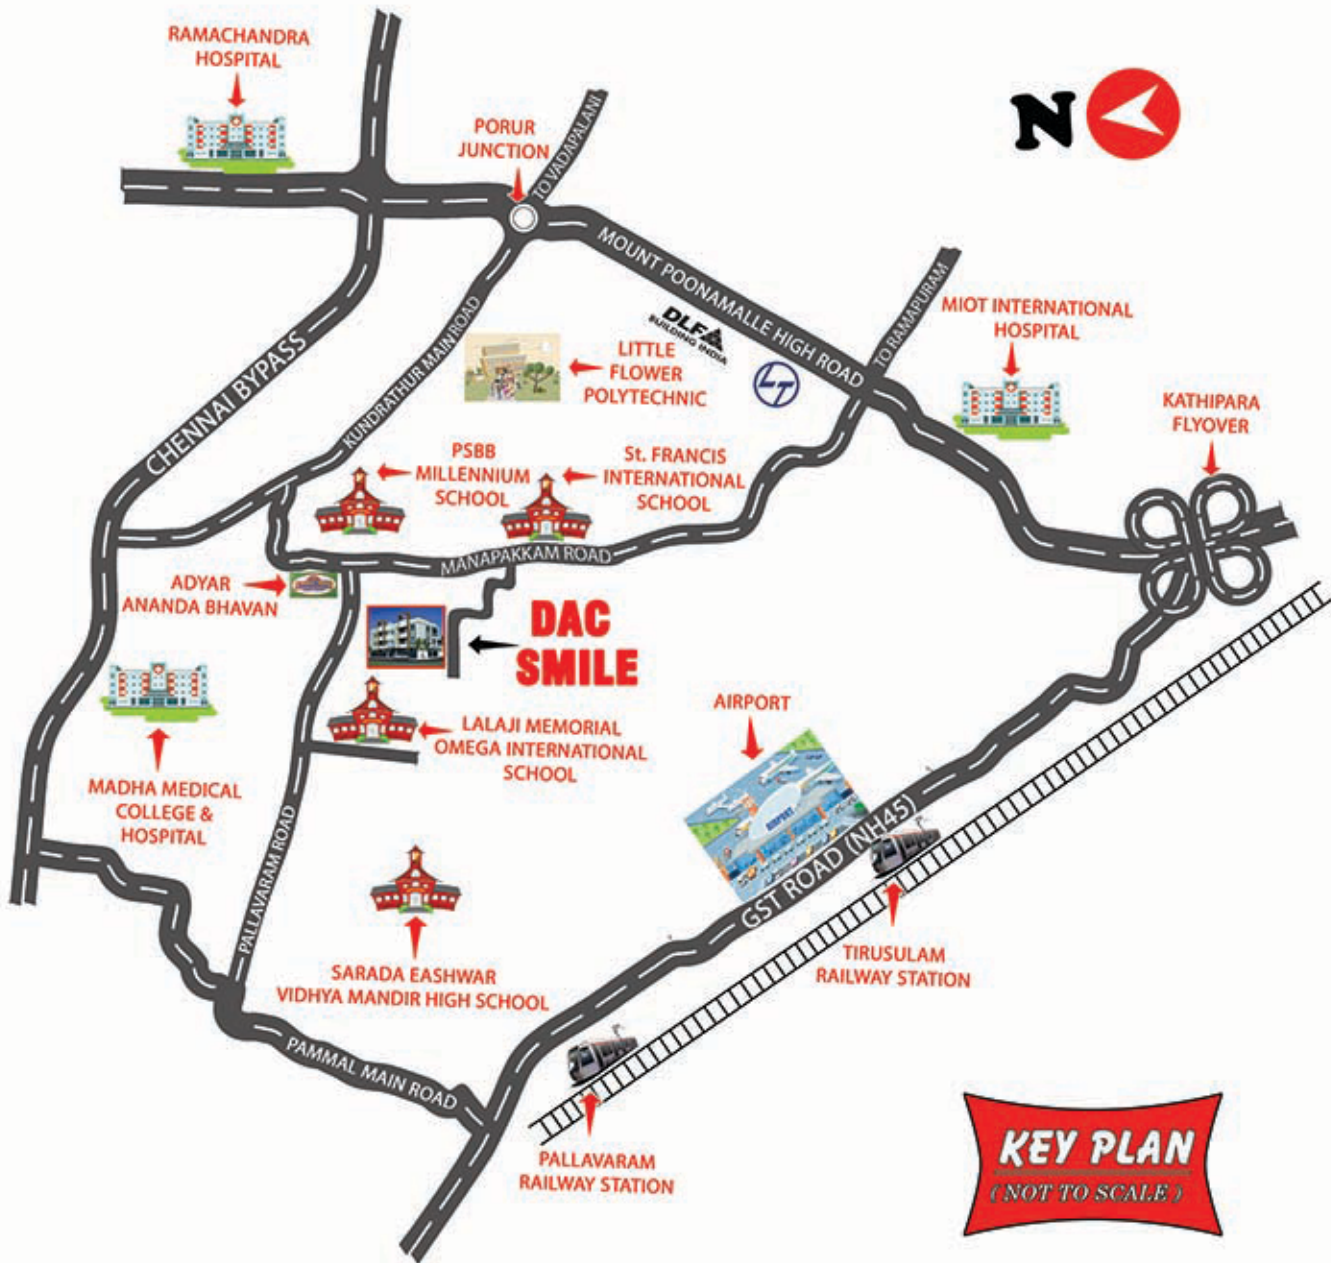 RAMACHANDRA
HOSPITAL
PORUR
JUNCTION
TO VADAPALANI
N
MOUNT POONAMALLE HIGH ROAD
TO RAMAPURAM
MIOT INTERNATIONAL
HOSPITAL
DLF
BUILDING INDIA
LT
KATHIPARA
FLYOVER
CHENNAI BYPASS
KUNDRATHUR MAIN ROAD
LITTLE
FLOWER
POLYTECHNIC
PSBB
MILLENNIUM
SCHOOL
St. FRANCIS
INTERNATIONAL
SCHOOL
MANAPAKKAM ROAD
ADYAR
ANANDA BHAVAN
DAC
SMILE
LALAJI MEMORIAL
OMEGA INTERNATIONAL
SCHOOL
AIRPORT
AIRPORT
MADHA MEDICAL
COLLEGE &
HOSPITAL
PALLAVARAM ROAD
GST ROAD (NH45)
SARADA EASHWAR
VIDHYA MANDIR HIGH SCHOOL
TIRUSULAM
RAILWAY STATION
PAMMAL MAIN ROAD
PALLAVARAM
RAILWAY STATION
KEY PLAN
( NOT TO SCALE )